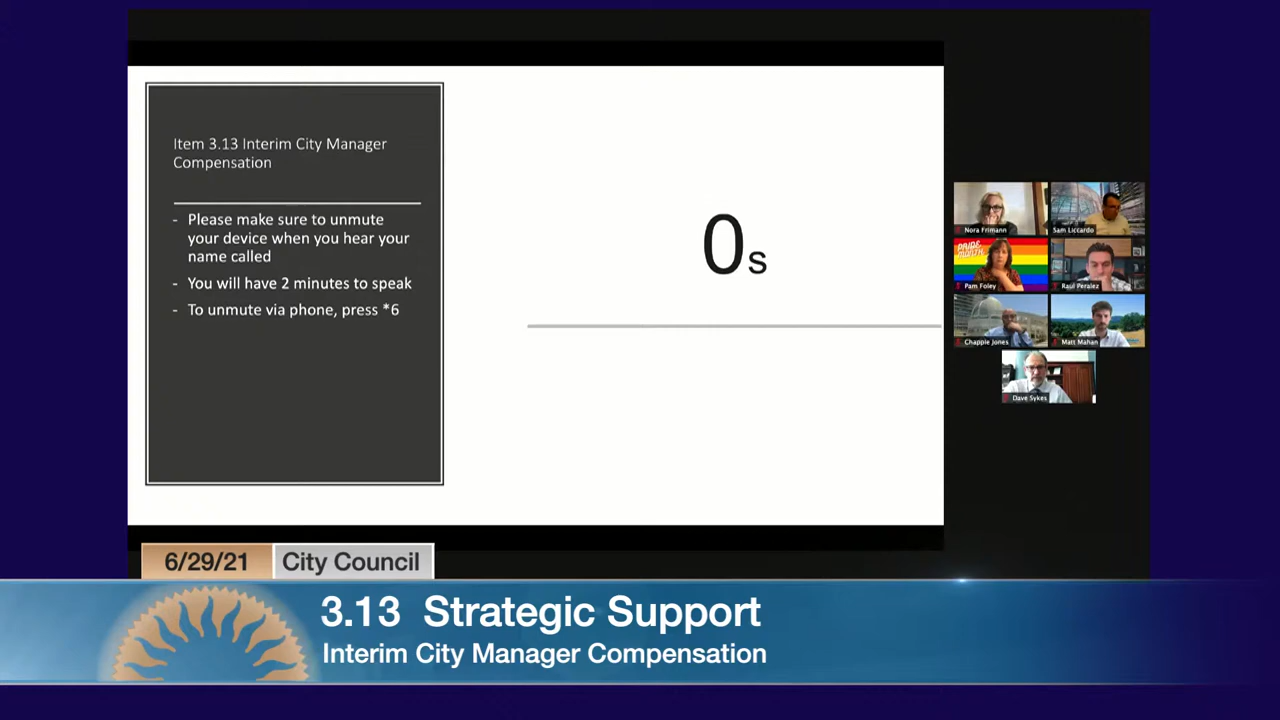 Item 3.13 Interim City Manager
Compensation
- Please make sure to unmute
your device when you hear your
name called
- You will have 2 minutes to speak
- To unmute via phone, press *6
0s
Nora Frimann
Sam Liccardo
PRIDE
MONTH
Pam Foley
Raul Peralez
Chappie Jones
Matt Mahan
Dave Sykes
6/29/21
City Council
3.13 Strategic Support
Interim City Manager Compensation